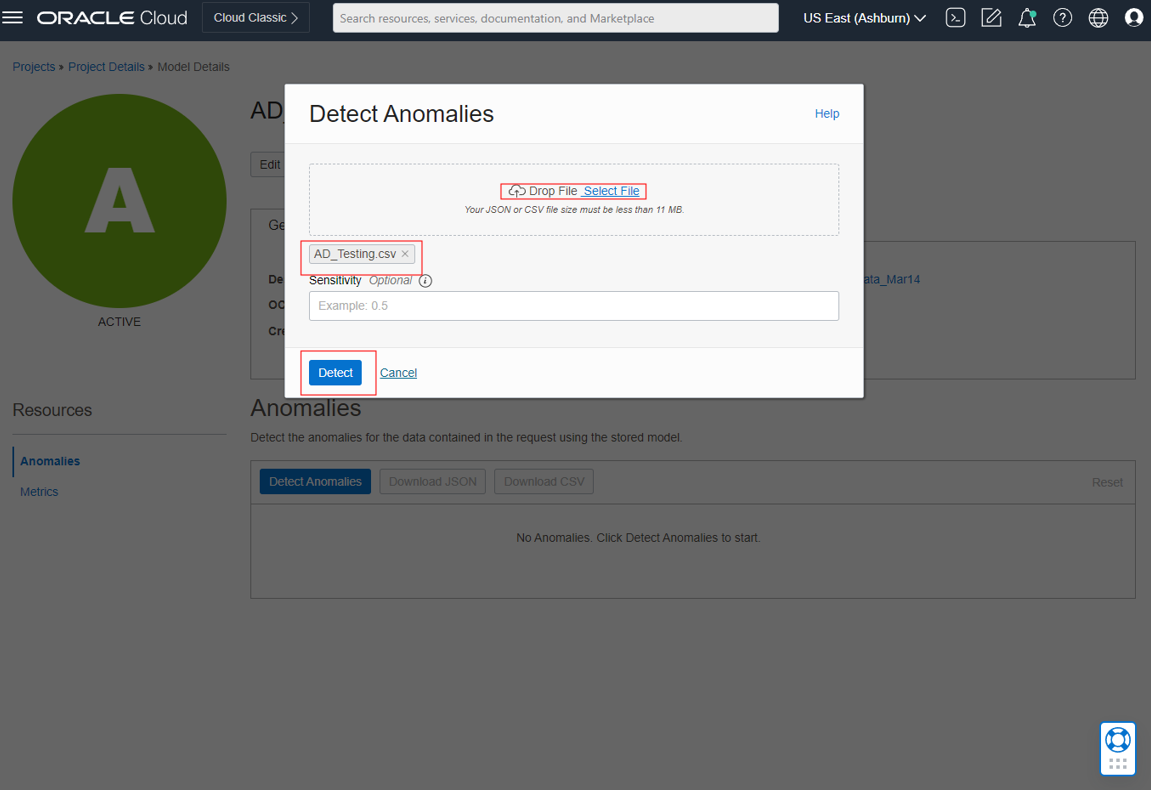 ORACLE Cloud
Cloud Classic
Search resources, services, documentation, and Marketplace
US East (Ashburn)
Projects » Project Details » Model Details
A
ACTIVE
AD_
Edit
Ge
De
OC
Cre
ata_Mar14
Detect Anomalies
Help
Drop File Select File
Your JSON or CSV file size must be less than 11 MB.
AD_Testing.csv ×
Sensitivity Optional i
Example: 0.5
Detect
Cancel
Resources
Anomalies
Metrics
Anomalies
Detect the anomalies for the data contained in the request using the stored model.
Detect Anomalies
Download JSON
Download CSV
Reset
No Anomalies. Click Detect Anomalies to start.